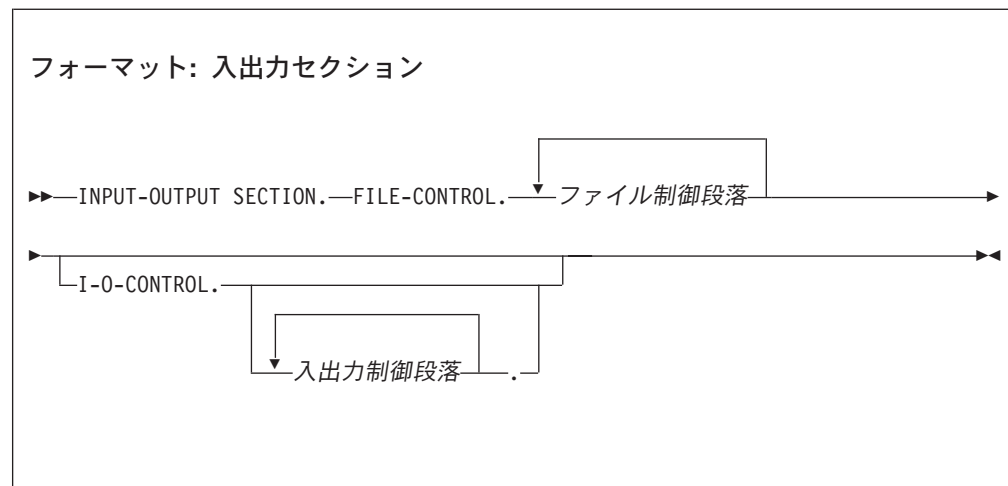 フォーマット: 入出力セクション
INPUT-OUTPUT SECTION. FILE-CONTROL. ファイル制御段落
I-O-CONTROL.
入出力制御段落 .